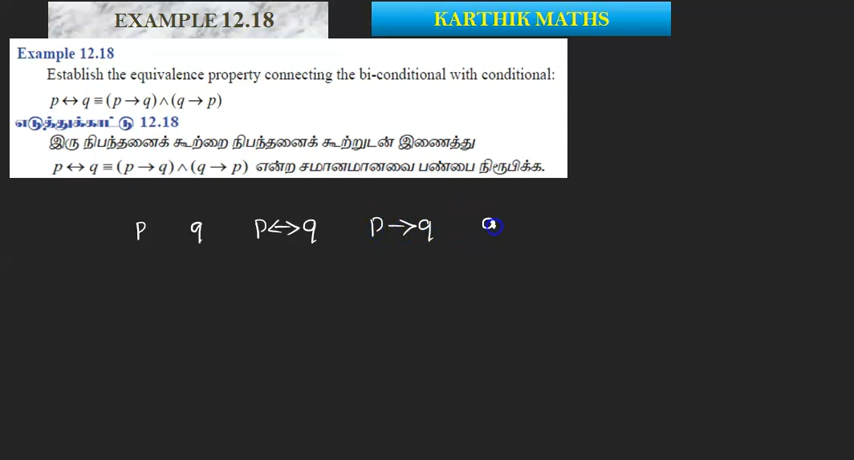 EXAMPLE 12.18
KARTHIK MATHS
Example 12.18
Establish the equivalence property connecting the bi-conditional with conditional:
p ↔ q ≡ (p → q) ∧ (q → p)
எடுத்துக்காட்டு 12.18
இரு நிபந்தனைக் கூற்றை நிபந்தனைக் கூற்றுடன் இணைத்து
p ↔ q ≡ (p → q) ∧ (q → p) என்ற சமானமானவை பண்பை நிரூபிக்க.
p q p ↔ q p → q